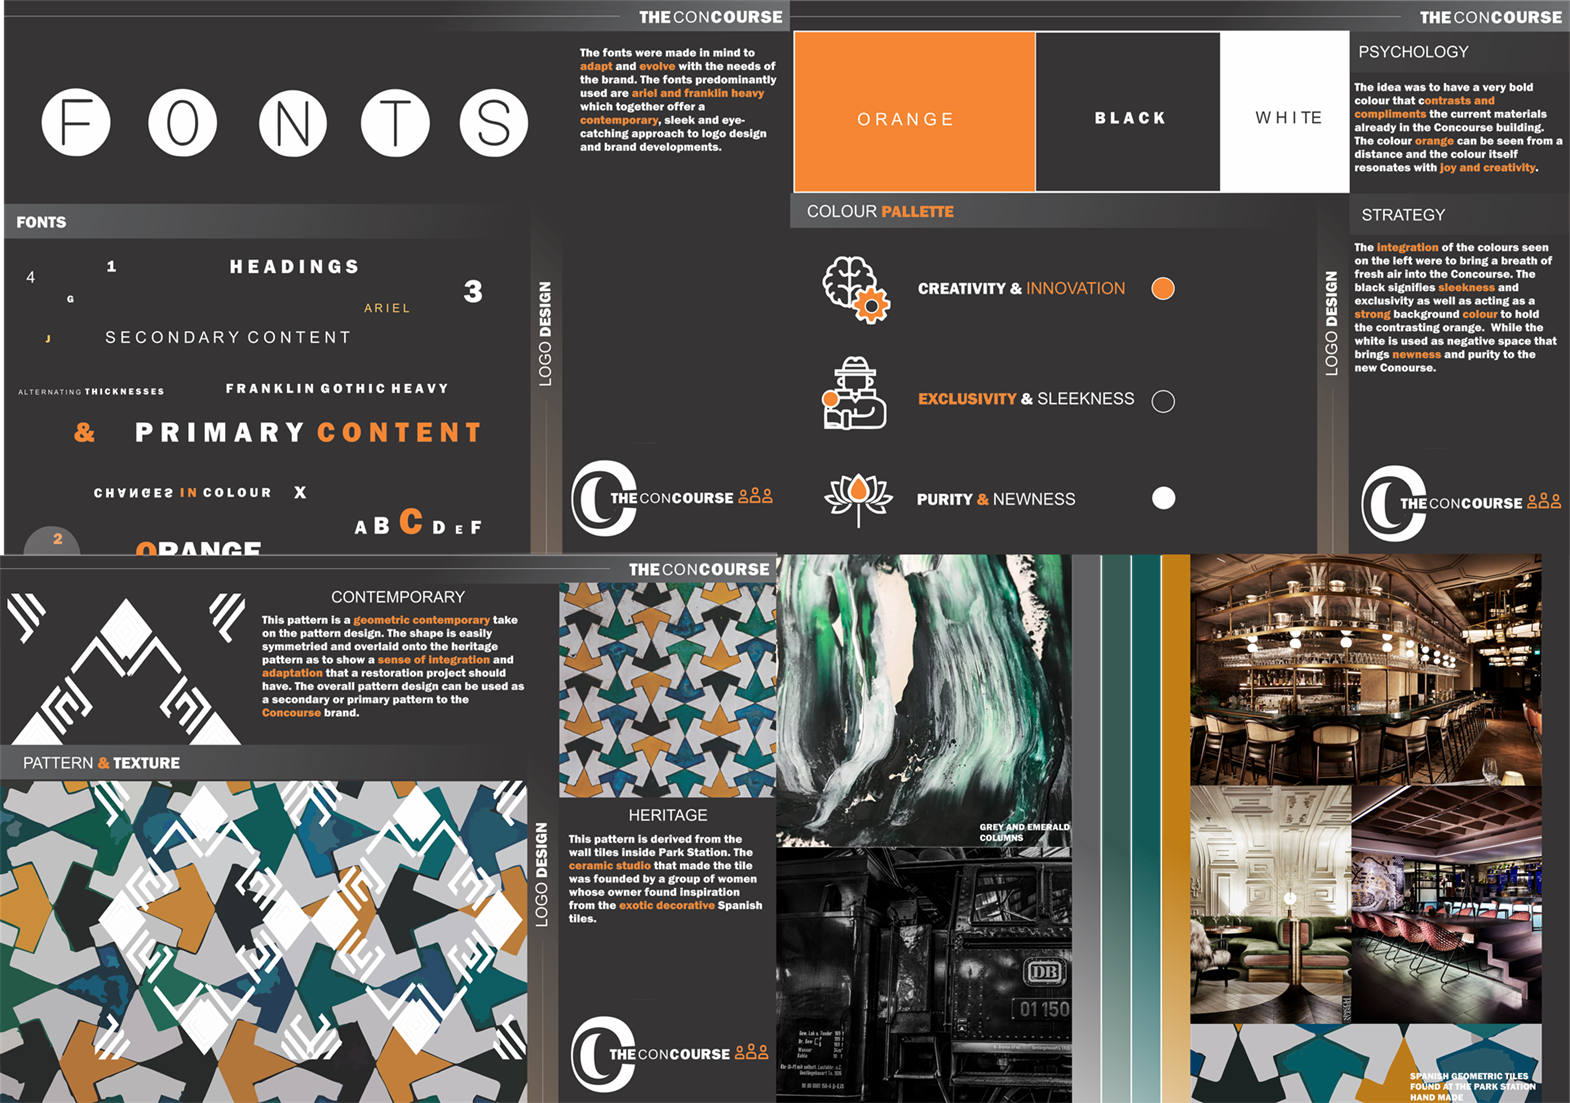 THECONCOURSE
The fonts were made in mind to
adapt and evolve with the needs of
the brand. The fonts predominantly
used are ariel and franklin heavy
which together offer a
contemporary, sleek and eye-
catching approach to logo design
and brand developments.
FONTS
FONTS
4
1
HEADINGS
3
G
ARIEL
J
SECONDARY CONTENT
ALTERNATING THICKNESSES
FRANKLIN GOTHIC HEAVY
& PRIMARY CONTENT
CHANGES IN COLOUR X
A B C D E F
2
ORANGE
LOGO DESIGN
THECONCOURSE
THECONCOURSE
ORANGE
BLACK
WHITE
PSYCHOLOGY
The idea was to have a very bold
colour that contrasts and
compliments the current materials
already in the Concourse building.
The colour orange can be seen from a
distance and the colour itself
resonates with joy and creativity.
COLOUR PALLETTE
CREATIVITY & INNOVATION
EXCLUSIVITY & SLEEKNESS
PURITY & NEWNESS
LOGO DESIGN
STRATEGY
The integration of the colours seen
on the left were to bring a breath of
fresh air into the Concourse. The
black signifies sleekness and
exclusivity as well as acting as a
strong background colour to hold
the contrasting orange. While the
white is used as negative space that
brings newness and purity to the
new Conourse.
THECONCOURSE
THECONCOURSE
CONTEMPORARY
This pattern is a geometric contemporary take
on the pattern design. The shape is easily
symmetried and overlaid onto the heritage
pattern as to show a sense of integration and
adaptation that a restoration project should
have. The overall pattern design can be used as
a secondary or primary pattern to the
Concourse brand.
PATTERN & TEXTURE
LOGO DESIGN
HERITAGE
This pattern is derived from the
wall tiles inside Park Station. The
ceramic studio that made the tile
was founded by a group of women
whose owner found inspiration
from the exotic decorative Spanish
tiles.
THECONCOURSE
GREY AND EMERALD
COLUMNS
DB
01 150
SPANISH GEOMETRIC TILES
FOUND AT THE PARK STATION
HAND MADE